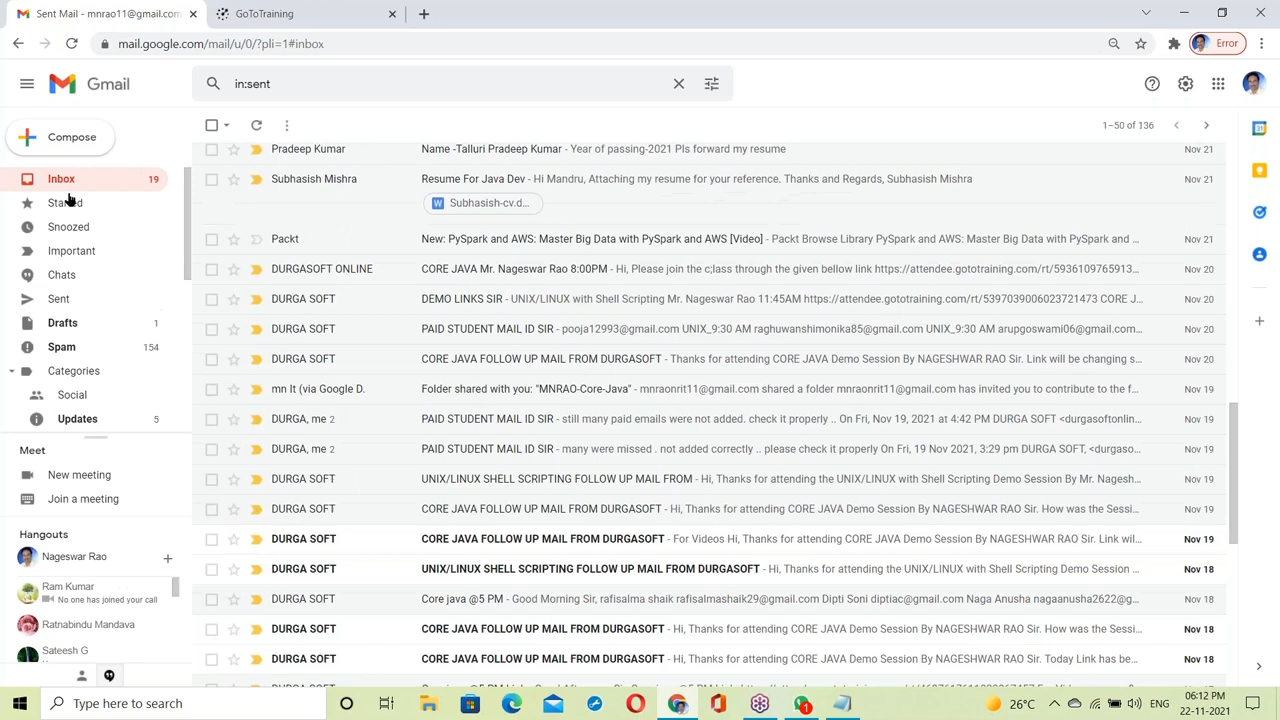 Sent Mail - mnrao11@gmail.com
GoToTraining
mail.google.com/mail/u/0/?pli=1#inbox
Error
Gmail
in:sent
Compose
1–50 of 136
Pradeep Kumar Name -Talluri Pradeep Kumar - Year of passing-2021 Pls forward my resume Nov 21
Inbox 19
Subhasish Mishra Resume For Java Dev - Hi Mentru, Attaching my resume for your reference. Thanks and Regards, Subhasish Mishra Nov 21
Subhasish-cv.d...
Snoozed
Packt New: PySpark and AWS: Master Big Data with PySpark and AWS [Video] - Packt Browse Library PySpark and AWS: Master Big Data with PySpark and AWS ... Nov 21
Important
DURGASOFT ONLINE CORE JAVA Mr. Nageswar Rao 8:00PM - Hi, Please join the c;lass through the given bellow link https://attendee.gototraining.com/rt/5936109765913... Nov 20
Chats
Sent
DURGA SOFT DEMO LINKS SIR - UNIX/LINUX with Shell Scripting Mr. Nageswar Rao 11:45AM https://attendee.gototraining.com/rt/5397039006023721473 CORE J... Nov 20
Drafts 1
DURGA SOFT PAID STUDENT MAIL ID SIR - pooja12993@gmail.com UNIX_9:30 AM raghuwanshimonika85@gmail.com UNIX_9:30 AM arupgoswami06@gmail.com... Nov 20
Spam 154
DURGA SOFT CORE JAVA FOLLOW UP MAIL FROM DURGASOFT - Thanks for attending CORE JAVA Demo Session By NAGESHWAR RAO Sir. Link will be changing s... Nov 20
Categories
mn It (via Google D. Folder shared with you: "MNRAO-Core-Java" - mnraonrit11@gmail.com shared a folder mnraonrit11@gmail.com has invited you to contribute to the f... Nov 19
Social
Updates 5
DURGA, me 2 PAID STUDENT MAIL ID SIR - still many paid emails were not added. check it properly .. On Fri, Nov 19, 2021 at 4:42 PM DURGA SOFT <durgasoftonlin... Nov 19
Meet
DURGA, me 2 PAID STUDENT MAIL ID SIR - many were missed . not added correctly .. please check it properly On Fri, 19 Nov 2021, 3:29 pm DURGA SOFT, <durgaso... Nov 19
New meeting
DURGA SOFT UNIX/LINUX SHELL SCRIPTING FOLLOW UP MAIL FROM - Hi, Thanks for attending the UNIX/LINUX with Shell Scripting Demo Session By Mr. Nagesh... Nov 19
Join a meeting
DURGA SOFT CORE JAVA FOLLOW UP MAIL FROM DURGASOFT - Hi, Thanks for attending CORE JAVA Demo Session By NAGESHWAR RAO Sir. How was the Sessi... Nov 19
Hangouts
DURGA SOFT CORE JAVA FOLLOW UP MAIL FROM DURGASOFT - For Videos Hi, Thanks for attending CORE JAVA Demo Session By NAGESHWAR RAO Sir. Link wil... Nov 19
Nageswar Rao
DURGA SOFT UNIX/LINUX SHELL SCRIPTING FOLLOW UP MAIL FROM DURGASOFT - Hi, Thanks for attending the UNIX/LINUX with Shell Scripting Demo Session ... Nov 18
Ram Kumar
No one has joined your call
DURGA SOFT Core java @5 PM - Good Morning Sir, rafisalma shaik rafisalmashaik29@gmail.com Dipti Soni diptiac@gmail.com Naga Anusha nagaanusha2622@g... Nov 18
Ratnabindu Mandava
DURGA SOFT CORE JAVA FOLLOW UP MAIL FROM DURGASOFT - Hi, Thanks for attending CORE JAVA Demo Session By NAGESHWAR RAO Sir. How was the Sessi... Nov 18
Sateesh G
DURGA SOFT CORE JAVA FOLLOW UP MAIL FROM DURGASOFT - Hi, Thanks for attending CORE JAVA Demo Session By NAGESHWAR RAO Sir. Today Link has be... Nov 18
Type here to search
1
26°C
ENG
06:12 PM
22-11-2021